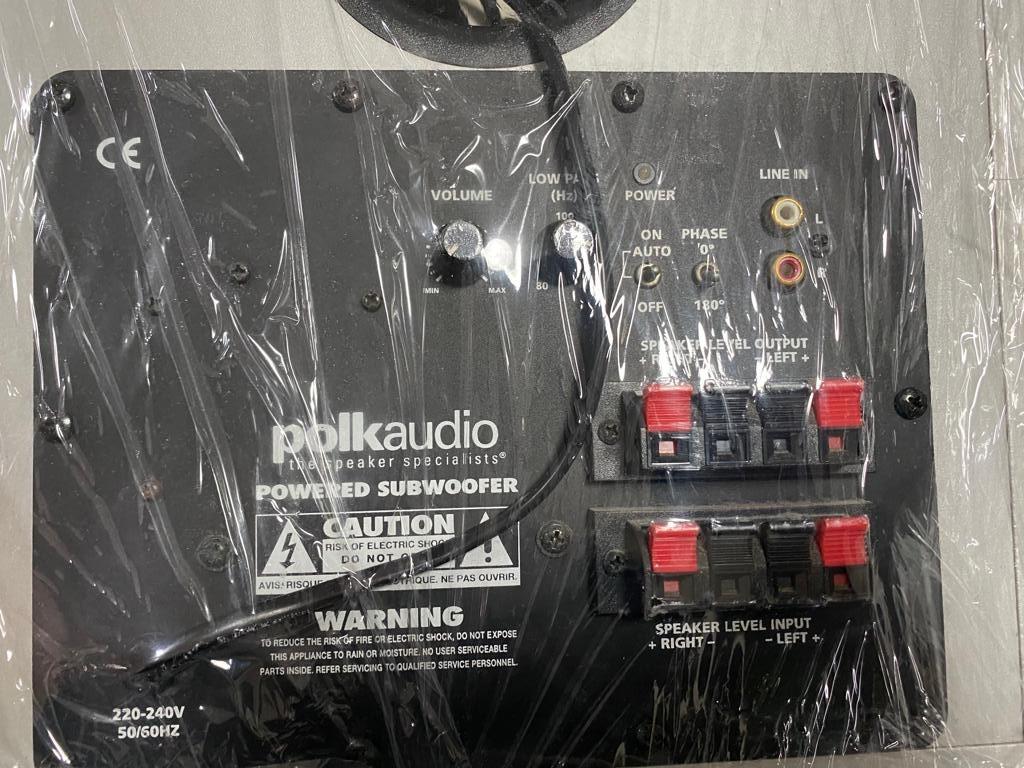 CE
VOLUME
MIN
MAX
LOW PA
(Hz)
100
80
POWER
ON
AUTO
OFF
PHASE
0°
180°
LINE IN
L
R
SPEAKER LEVEL OUTPUT
+ RIGHT –
– LEFT +
polkaudio
the speaker specialists®
POWERED SUBWOOFER
CAUTION
RISK OF ELECTRIC SHOC
DO NOT
AVIS: RISQUE
TRIQUE. NE PAS OUVRIR.
WARNING
TO REDUCE THE RISK OF FIRE OR ELECTRIC SHOCK, DO NOT EXPOSE
THIS APPLIANCE TO RAIN OR MOISTURE. NO USER SERVICEABLE
PARTS INSIDE. REFER SERVICING TO QUALIFIED SERVICE PERSONNEL.
SPEAKER LEVEL INPUT
+ RIGHT –
– LEFT +
220-240V
50/60HZ